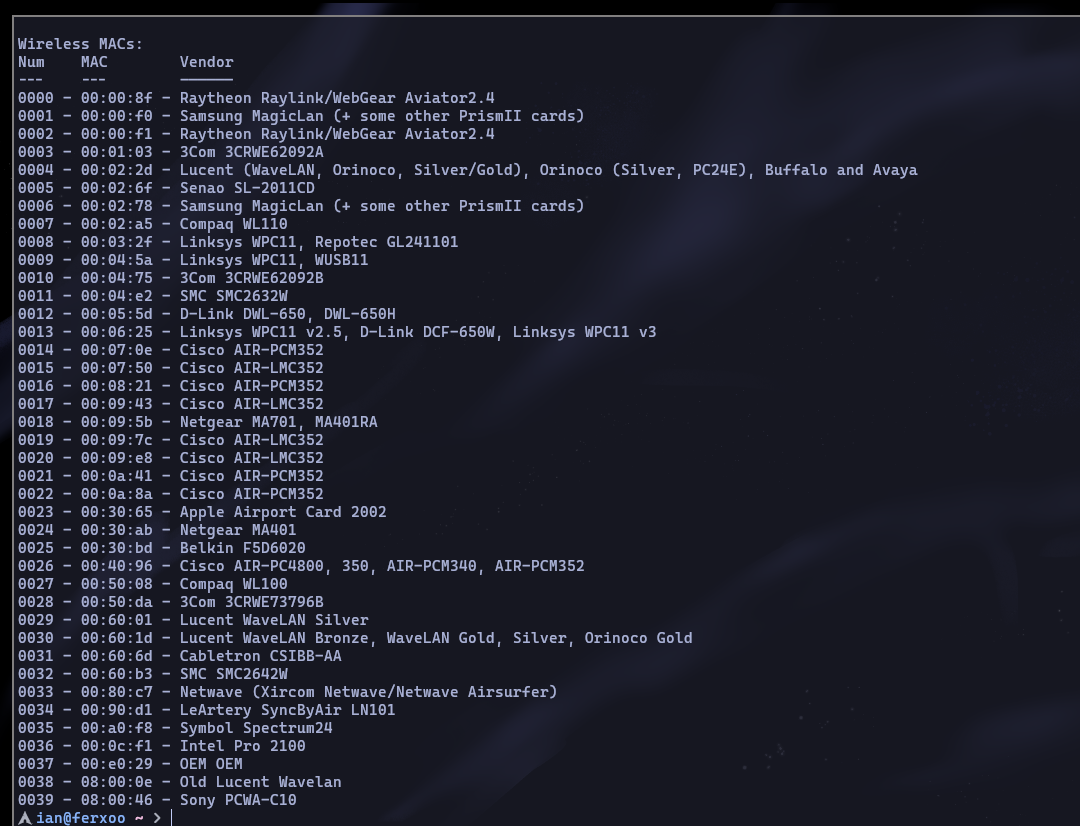 Wireless MACs:
Num    MAC        Vendor
---    ---        ------
0000 - 00:00:8f - Raytheon Raylink/WebGear Aviator2.4
0001 - 00:00:f0 - Samsung MagicLan (+ some other PrismII cards)
0002 - 00:00:f1 - Raytheon Raylink/WebGear Aviator2.4
0003 - 00:01:03 - 3Com 3CRWE62092A
0004 - 00:02:2d - Lucent (WaveLAN, Orinoco, Silver/Gold), Orinoco (Silver, PC24E), Buffalo and Avaya
0005 - 00:02:6f - Senao SL-2011CD
0006 - 00:02:78 - Samsung MagicLan (+ some other PrismII cards)
0007 - 00:02:a5 - Compaq WL110
0008 - 00:03:2f - Linksys WPC11, Repotec GL241101
0009 - 00:04:5a - Linksys WPC11, WUSB11
0010 - 00:04:75 - 3Com 3CRWE62092B
0011 - 00:04:e2 - SMC SMC2632W
0012 - 00:05:5d - D-Link DWL-650, DWL-650H
0013 - 00:06:25 - Linksys WPC11 v2.5, D-Link DCF-650W, Linksys WPC11 v3
0014 - 00:07:0e - Cisco AIR-PCM352
0015 - 00:07:50 - Cisco AIR-LMC352
0016 - 00:08:21 - Cisco AIR-PCM352
0017 - 00:09:43 - Cisco AIR-LMC352
0018 - 00:09:5b - Netgear MA701, MA401RA
0019 - 00:09:7c - Cisco AIR-LMC352
0020 - 00:09:e8 - Cisco AIR-LMC352
0021 - 00:0a:41 - Cisco AIR-PCM352
0022 - 00:0a:8a - Cisco AIR-PCM352
0023 - 00:30:65 - Apple Airport Card 2002
0024 - 00:30:ab - Netgear MA401
0025 - 00:30:bd - Belkin F5D6020
0026 - 00:40:96 - Cisco AIR-PC4800, 350, AIR-PCM340, AIR-PCM352
0027 - 00:50:08 - Compaq WL100
0028 - 00:50:da - 3Com 3CRWE73796B
0029 - 00:60:01 - Lucent WaveLAN Silver
0030 - 00:60:1d - Lucent WaveLAN Bronze, WaveLAN Gold, Silver, Orinoco Gold
0031 - 00:60:6d - Cabletron CSIBB-AA
0032 - 00:60:b3 - SMC SMC2642W
0033 - 00:80:c7 - Netwave (Xircom Netwave/Netwave Airsurfer)
0034 - 00:90:d1 - LeArtery SyncByAir LN101
0035 - 00:a0:f8 - Symbol Spectrum24
0036 - 00:0c:f1 - Intel Pro 2100
0037 - 00:e0:29 - OEM OEM
0038 - 08:00:0e - Old Lucent Wavelan
0039 - 08:00:46 - Sony PCWA-C10
ian@ferxoo ~ >